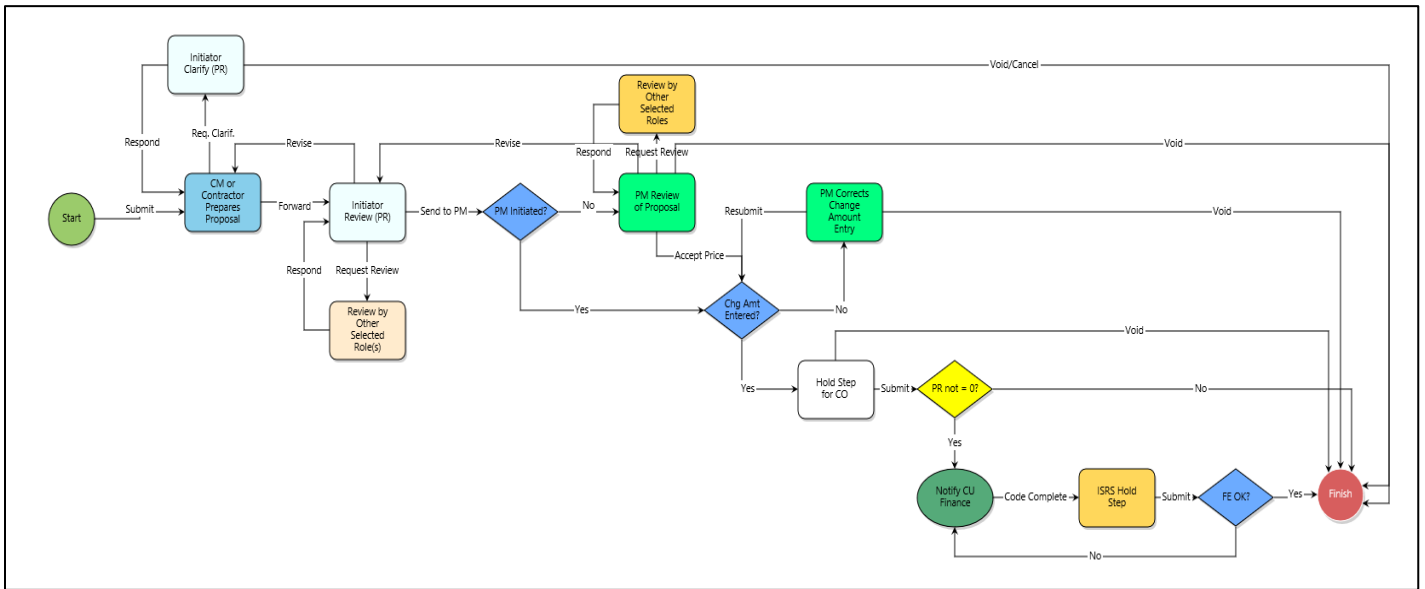 Initiator
Clarify (PR)
Void/Cancel
Review by
Other
Selected
Roles
Respond
Req. Clarif.
Revise
Revise
Respond
Request Review
Void
Start
Submit
CM or
Contractor
Prepares
Proposal
Forward
Initiator
Review (PR)
Send to PM
PM Initiated?
No
PM Review
of Proposal
Resubmit
PM Corrects
Change
Amount
Entry
Void
Accept Price
Respond
Request Review
Review by
Other
Selected
Role(s)
Yes
Chg Amt
Entered?
No
Void
Yes
Hold Step
for CO
Submit
PR not = 0?
No
Yes
Notify CU
Finance
Code Complete
ISRS Hold
Step
Submit
FE OK?
Yes
Finish
No